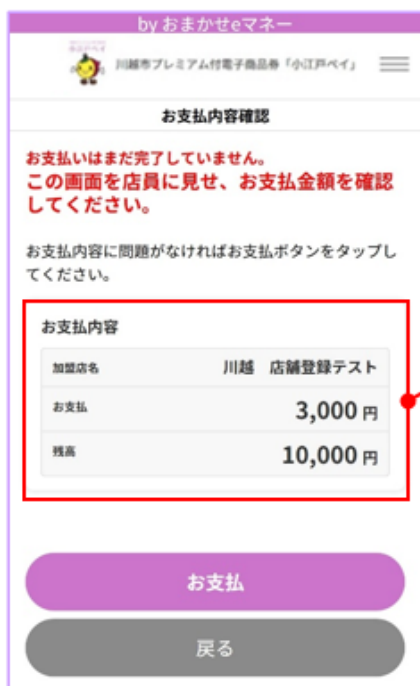 by おまかせeマネー
川越市プレミアム付電子商品券「小江戸ペイ」
お支払内容確認
お支払いはまだ完了していません。
この画面を店員に見せ、お支払金額を確認
してください。
お支払内容に問題がなければお支払ボタンをタップし
てください。
お支払内容
加盟店名 川越 店舗登録テスト
お支払 3,000 円
残高 10,000 円
お支払
戻る